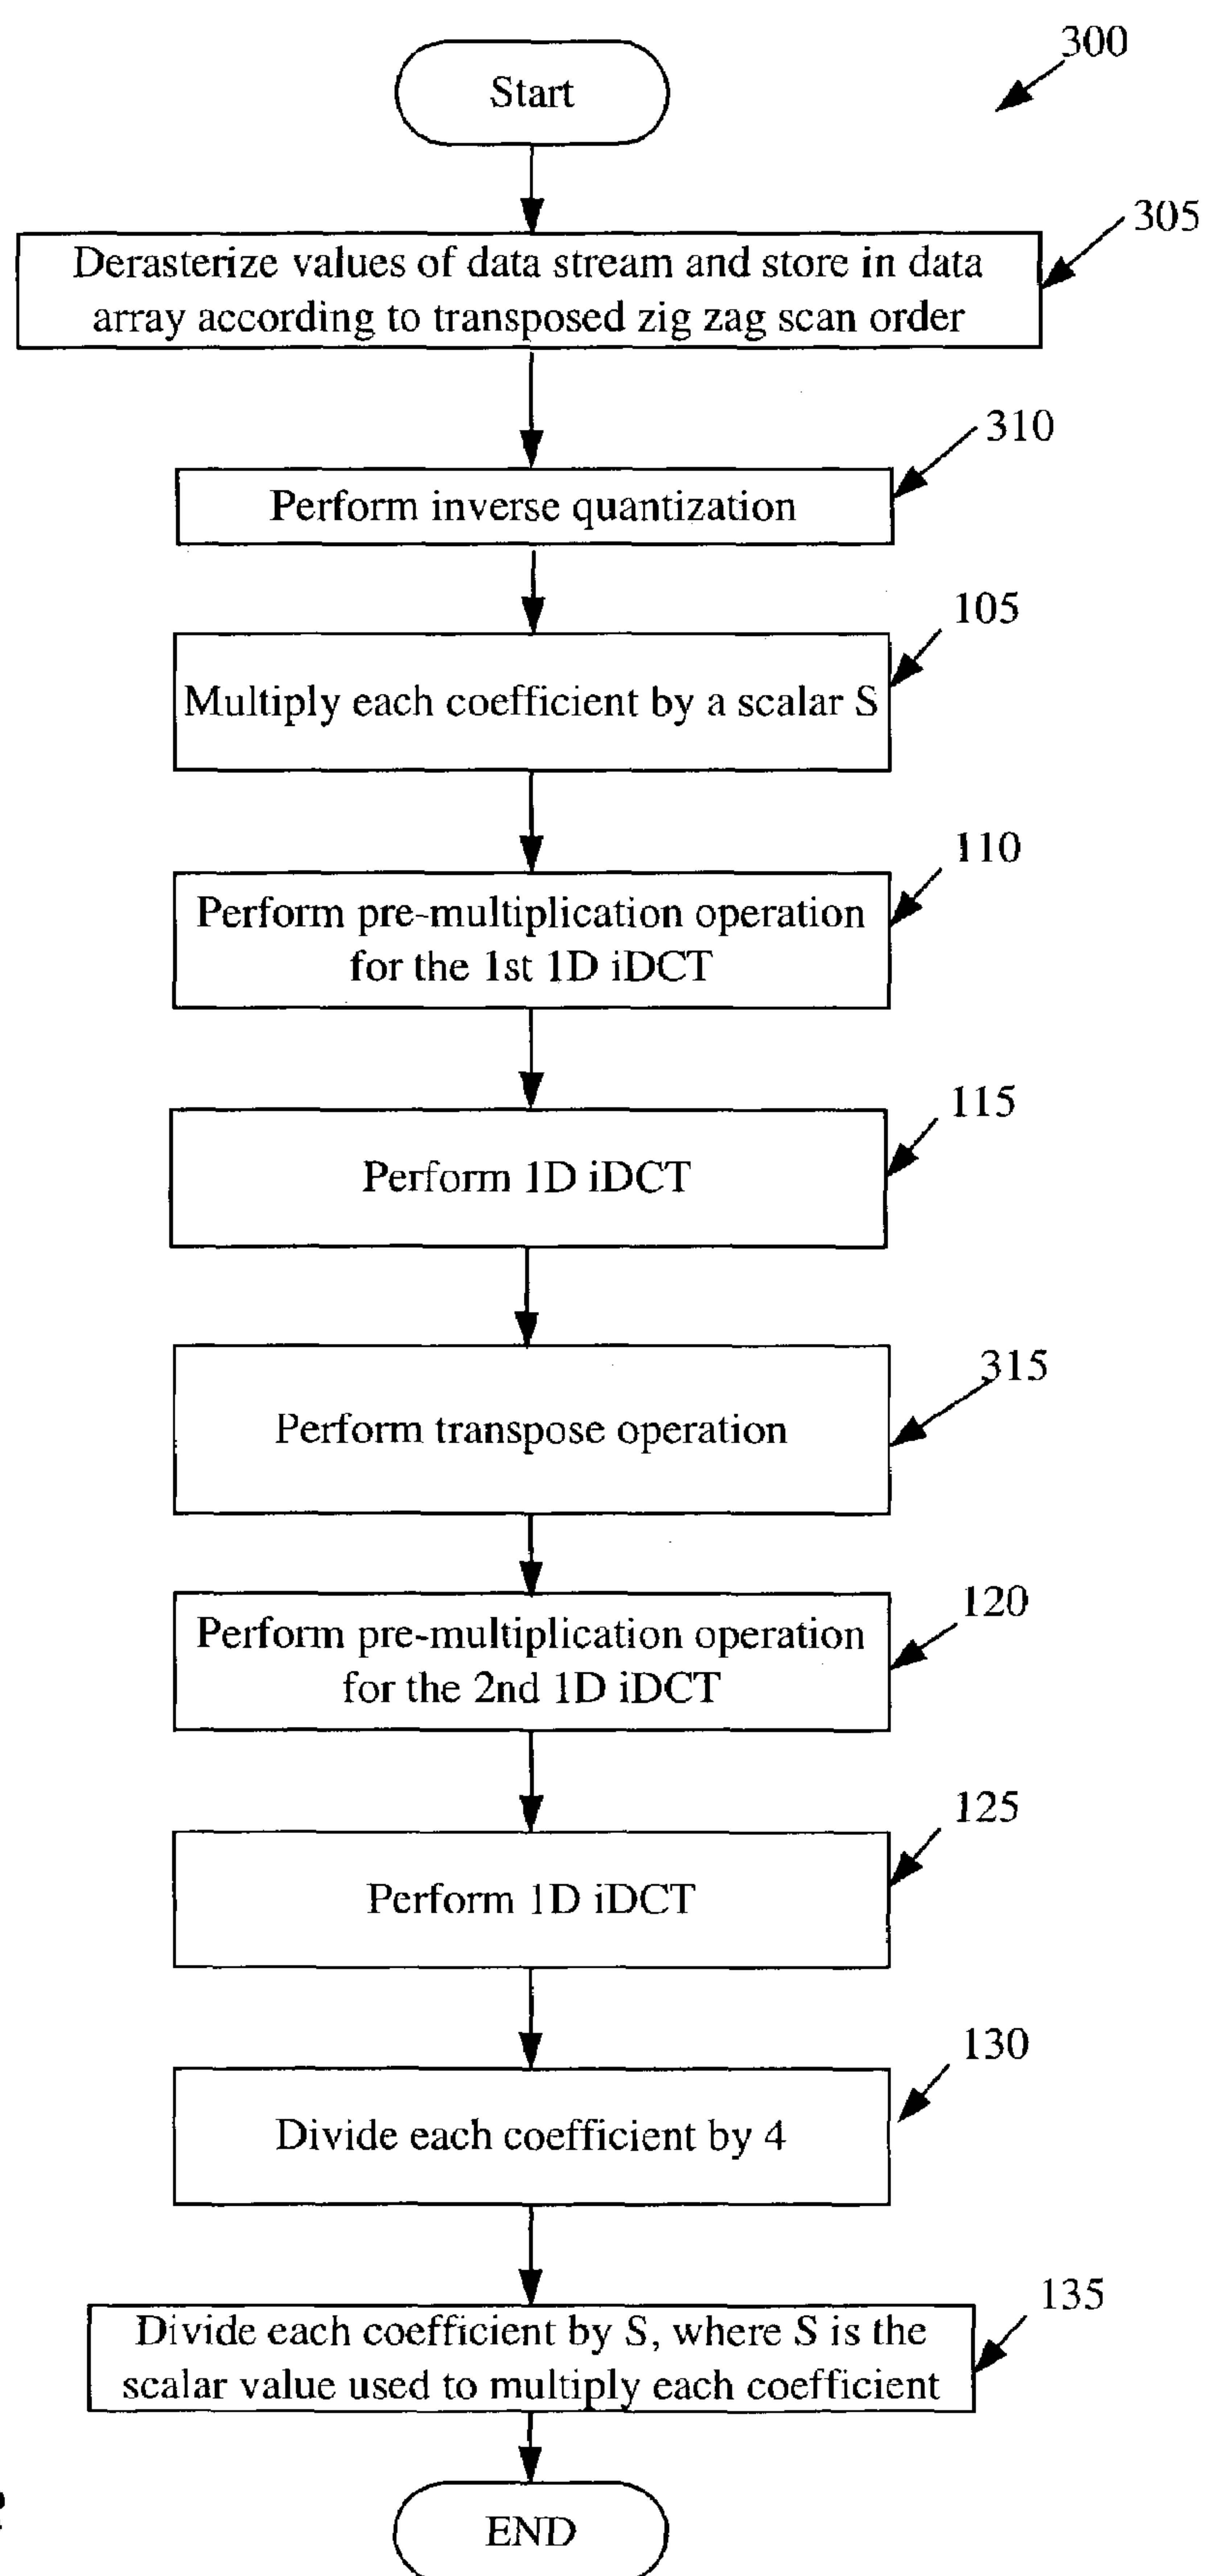 300
Start
305
Derasterize values of data stream and store in data
array according to transposed zig zag scan order
310
Perform inverse quantization
105
Multiply each coefficient by a scalar S
110
Perform pre-multiplication operation
for the 1st 1D iDCT
115
Perform 1D iDCT
315
Perform transpose operation
120
Perform pre-multiplication operation
for the 2nd 1D iDCT
125
Perform 1D iDCT
130
Divide each coefficient by 4
135
Divide each coefficient by S, where S is the
scalar value used to multiply each coefficient
END